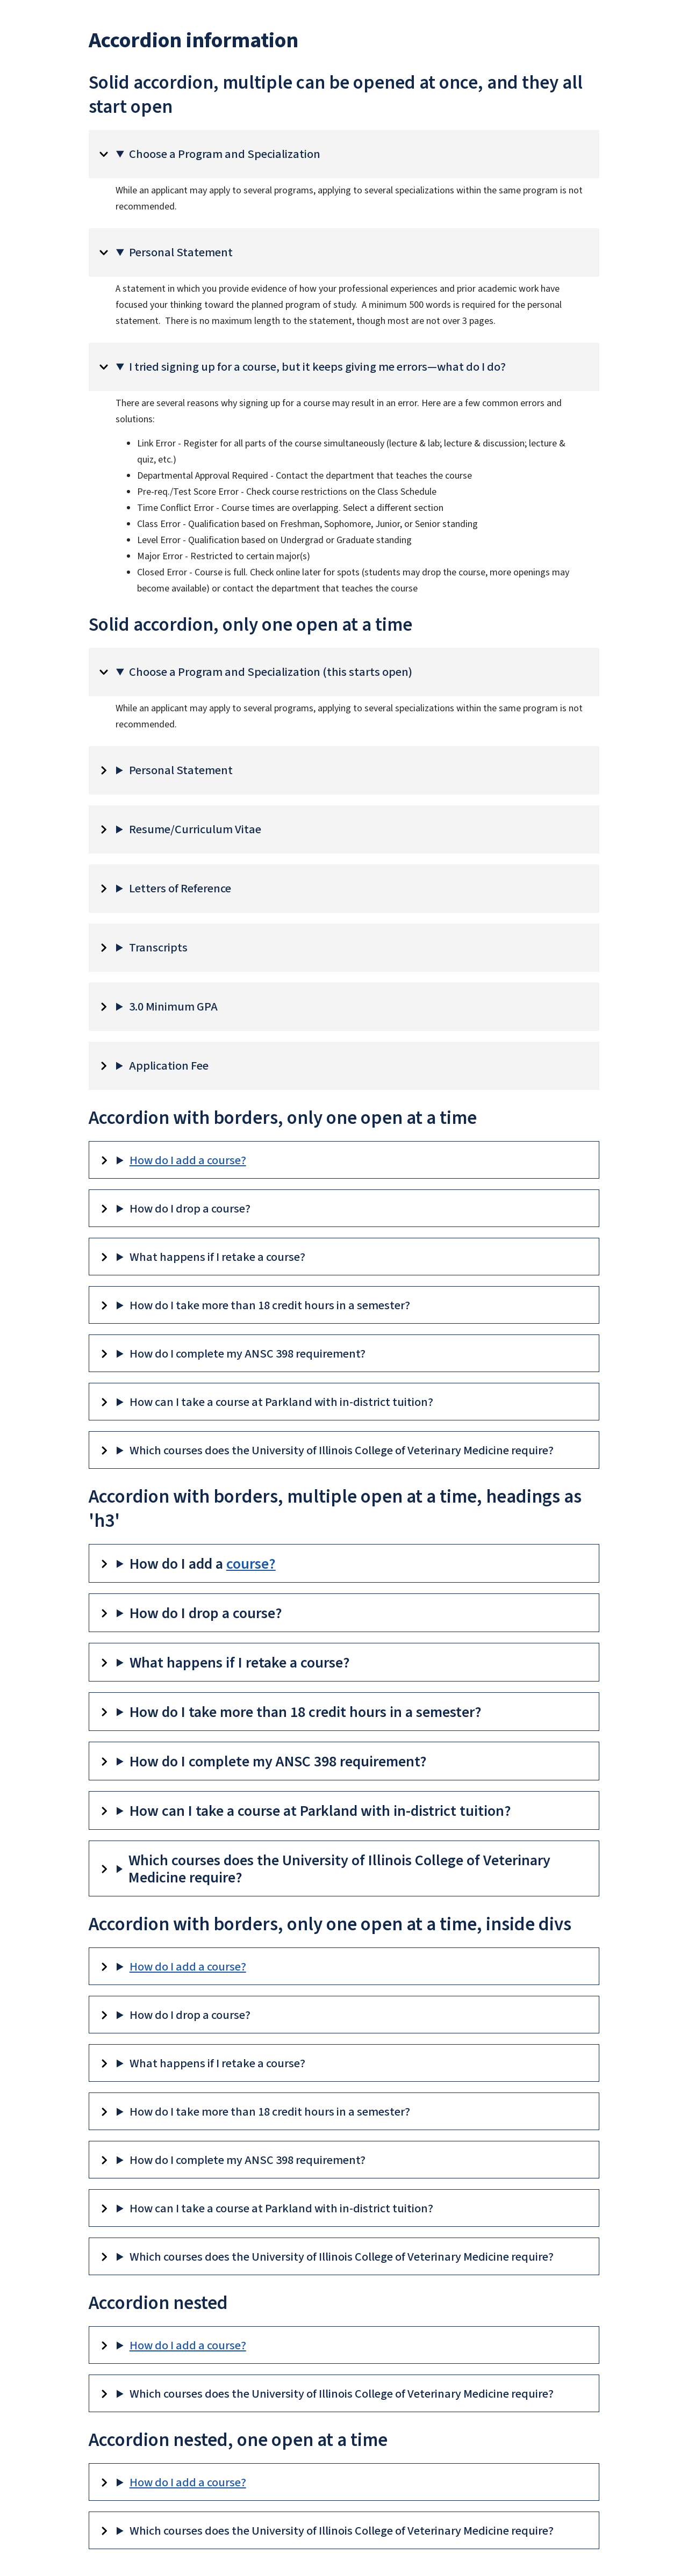 Accordion information
Solid accordion, multiple can be opened at once, and they all
start open
Choose a Program and Specialization
While an applicant may apply to several programs, applying to several specializations within the same program is not
recommended.
Personal Statement
A statement in which you provide evidence of how your professional experiences and prior academic work have
focused your thinking toward the planned program of study.  A minimum 500 words is required for the personal
statement.  There is no maximum length to the statement, though most are not over 3 pages.
I tried signing up for a course, but it keeps giving me errors—what do I do?
There are several reasons why signing up for a course may result in an error. Here are a few common errors and
solutions:
Link Error - Register for all parts of the course simultaneously (lecture & lab; lecture & discussion; lecture &
quiz, etc.)
Departmental Approval Required - Contact the department that teaches the course
Pre-req./Test Score Error - Check course restrictions on the Class Schedule
Time Conflict Error - Course times are overlapping. Select a different section
Class Error - Qualification based on Freshman, Sophomore, Junior, or Senior standing
Level Error - Qualification based on Undergrad or Graduate standing
Major Error - Restricted to certain major(s)
Closed Error - Course is full. Check online later for spots (students may drop the course, more openings may
become available) or contact the department that teaches the course
Solid accordion, only one open at a time
Choose a Program and Specialization (this starts open)
While an applicant may apply to several programs, applying to several specializations within the same program is not
recommended.
Personal Statement
Resume/Curriculum Vitae
Letters of Reference
Transcripts
3.0 Minimum GPA
Application Fee
Accordion with borders, only one open at a time
How do I add a course?
How do I drop a course?
What happens if I retake a course?
How do I take more than 18 credit hours in a semester?
How do I complete my ANSC 398 requirement?
How can I take a course at Parkland with in-district tuition?
Which courses does the University of Illinois College of Veterinary Medicine require?
Accordion with borders, multiple open at a time, headings as
'h3'
How do I add a course?
How do I drop a course?
What happens if I retake a course?
How do I take more than 18 credit hours in a semester?
How do I complete my ANSC 398 requirement?
How can I take a course at Parkland with in-district tuition?
Which courses does the University of Illinois College of Veterinary
Medicine require?
Accordion with borders, only one open at a time, inside divs
How do I add a course?
How do I drop a course?
What happens if I retake a course?
How do I take more than 18 credit hours in a semester?
How do I complete my ANSC 398 requirement?
How can I take a course at Parkland with in-district tuition?
Which courses does the University of Illinois College of Veterinary Medicine require?
Accordion nested
How do I add a course?
Which courses does the University of Illinois College of Veterinary Medicine require?
Accordion nested, one open at a time
How do I add a course?
Which courses does the University of Illinois College of Veterinary Medicine require?